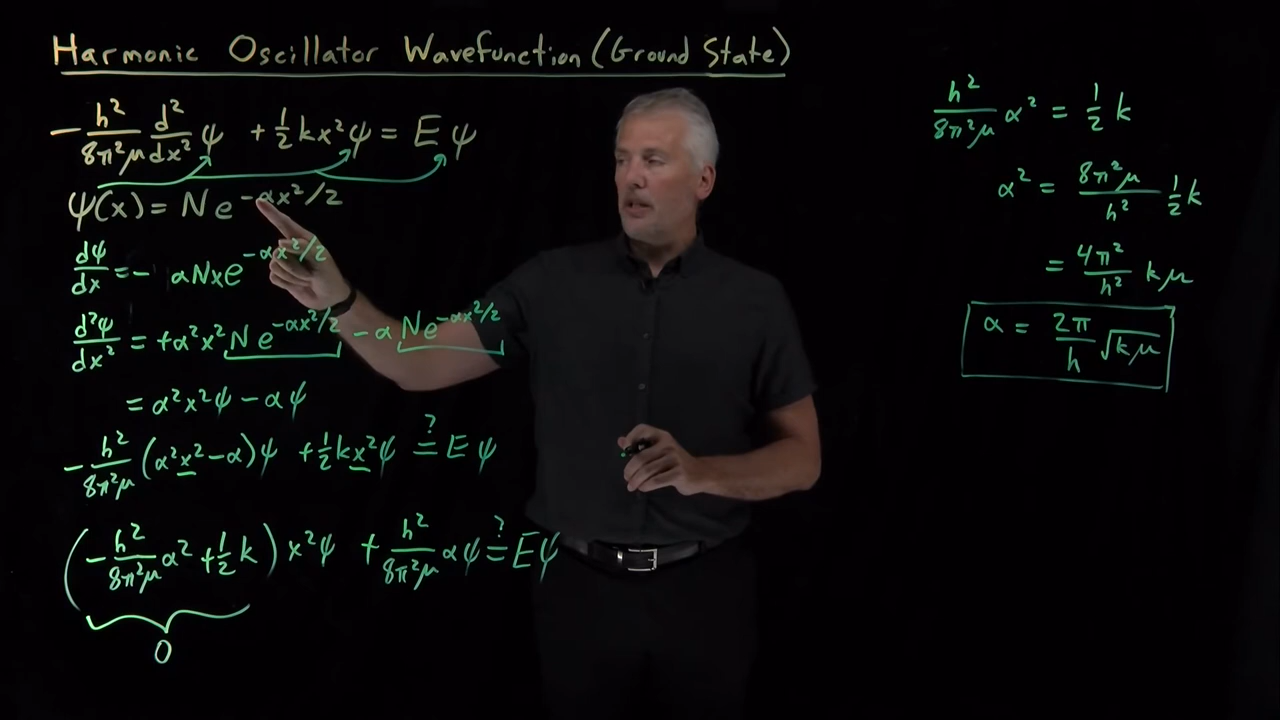 Harmonic Oscillator Wavefunction (Ground State)
-h²/8π²μ d²/dx² ψ + ½kx²ψ = Eψ
ψ(x) = N e^(-αx²/2)
dψ/dx = - αNxe^(-αx²/2)
d²ψ/dx² = +α²x²Ne^(-αx²/2) - αNe^(-αx²/2)
= α²x²ψ - αψ
-h²/8π²μ (α²x² - α)ψ + ½kx²ψ ≟ Eψ
(-h²/8π²μ α² + ½k) x²ψ + h²/8π²μ αψ ≟ Eψ
0
h²/8π²μ α² = ½k
α² = 8π²μ/h² ½k
= 4π²/h² kμ
α = 2π/h √kμ